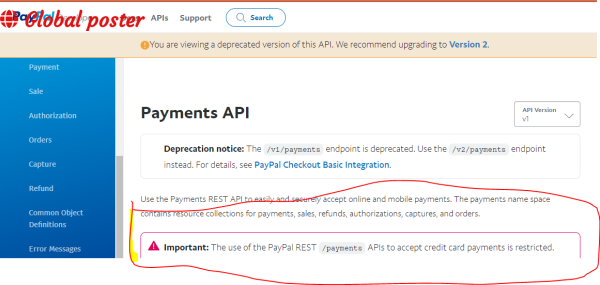 PayPal
Global poster
APIs Support Search
You are viewing a deprecated version of this API. We recommend upgrading to Version 2.
Payment
Sale
Authorization
Orders
Capture
Refund
Common Object
Definitions
Error Messages
Payments API
API Version
v1
Deprecation notice: The /v1/payments endpoint is deprecated. Use the /v2/payments endpoint
instead. For details, see PayPal Checkout Basic Integration.
Use the Payments REST API to easily and securely accept online and mobile payments. The payments name space
contains resource collections for payments, sales, refunds, authorizations, captures, and orders.
Important: The use of the PayPal REST /payments APIs to accept credit card payments is restricted.